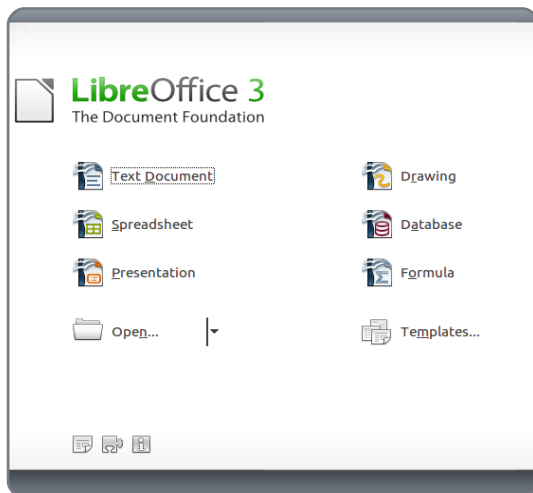 LibreOffice 3
The Document Foundation
Text Document
Drawing
Spreadsheet
Database
Presentation
Formula
Open...
Templates...